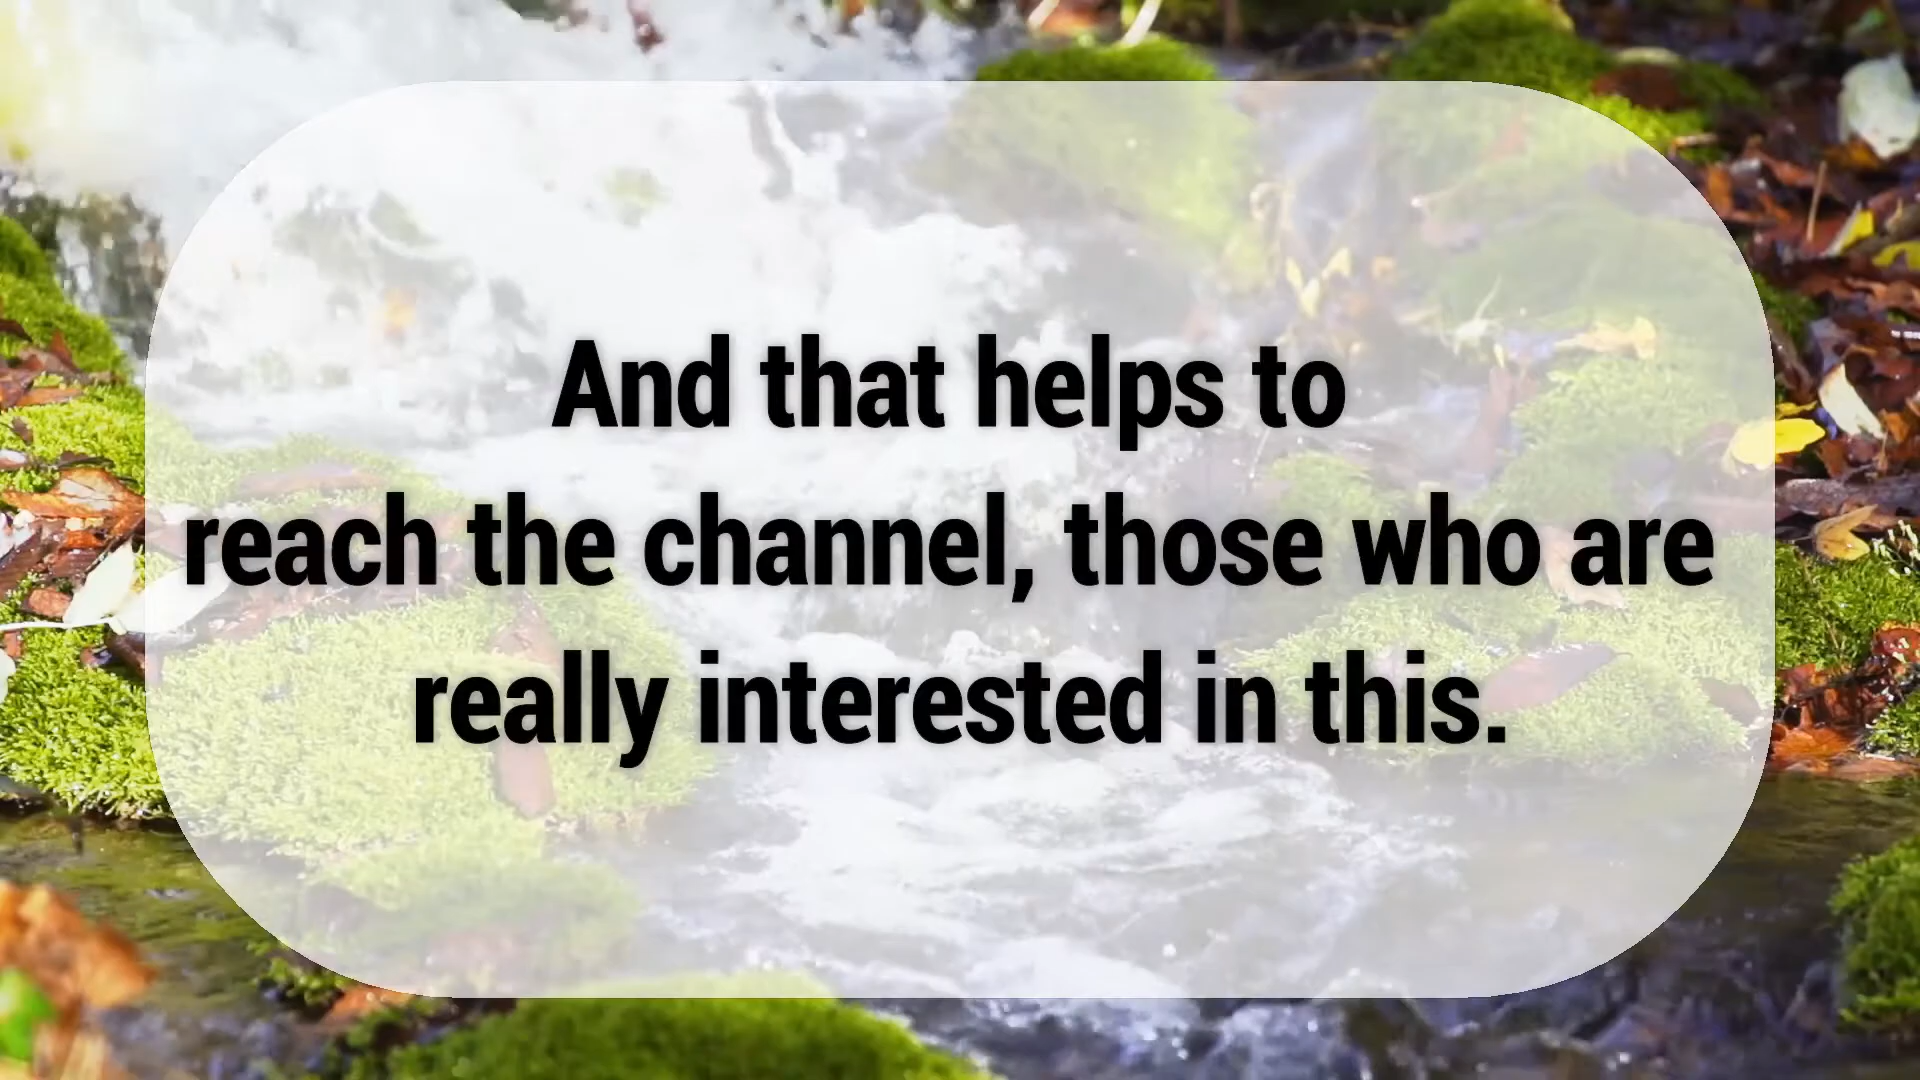 And that helps to
reach the channel, those who are
really interested in this.